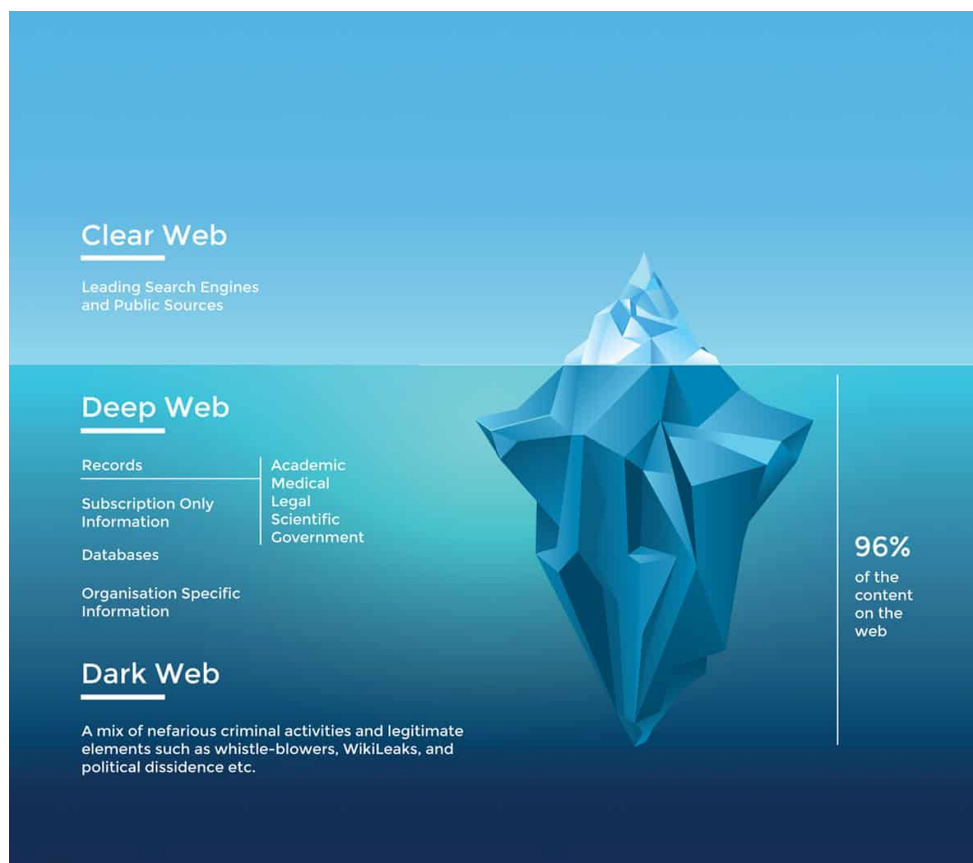 Clear Web
Leading Search Engines
and Public Sources
Deep Web
Records
Subscription Only
Information
Databases
Organisation Specific
Information
Academic
Medical
Legal
Scientific
Government
96%
of the
content
on the
web
Dark Web
A mix of nefarious criminal activities and legitimate
elements such as whistle-blowers, WikiLeaks, and
political dissidence etc.